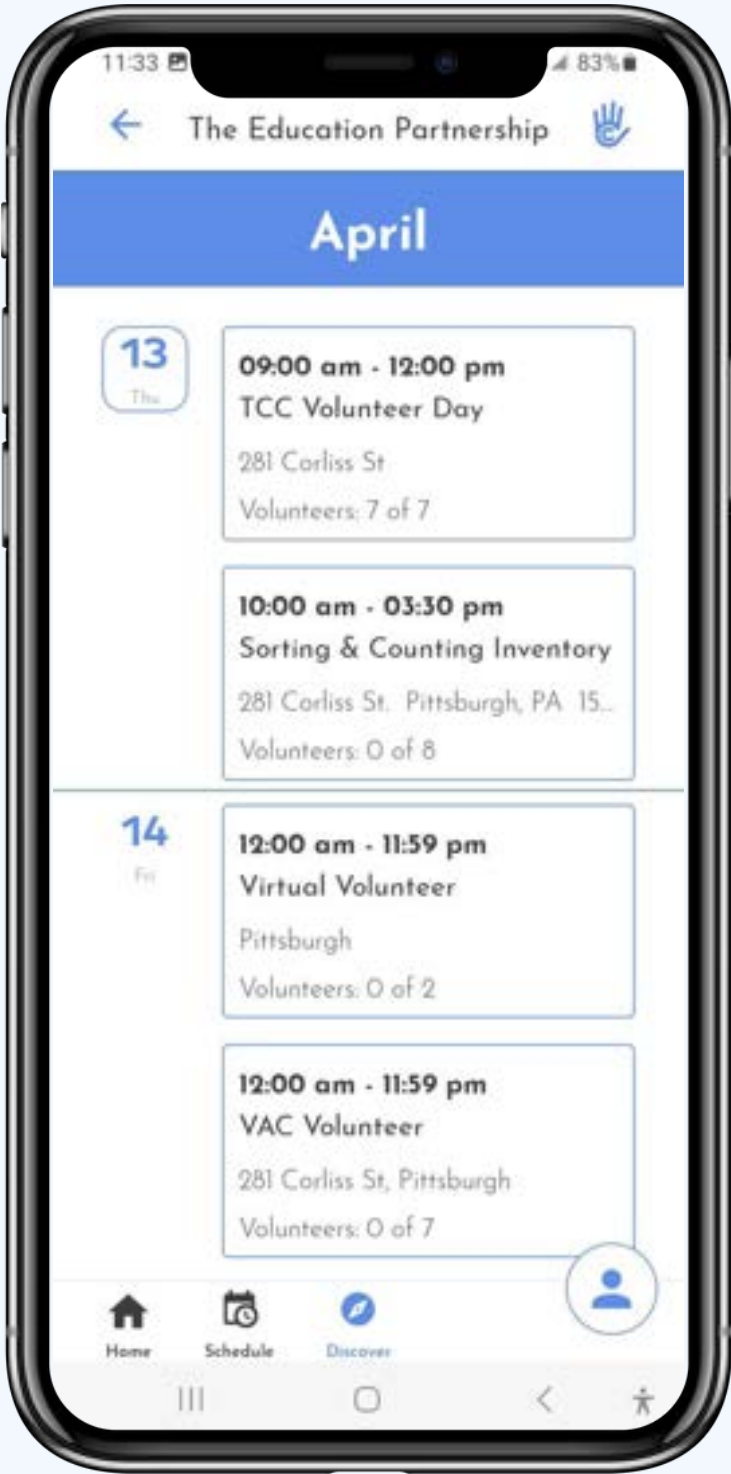 11:33 83%
The Education Partnership
April
13
Thu
09:00 am - 12:00 pm
TCC Volunteer Day
281 Corliss St
Volunteers: 7 of 7
10:00 am - 03:30 pm
Sorting & Counting Inventory
281 Corliss St. Pittsburgh, PA 15...
Volunteers: 0 of 8
14
Fri
12:00 am - 11:59 pm
Virtual Volunteer
Pittsburgh
Volunteers: 0 of 2
12:00 am - 11:59 pm
VAC Volunteer
281 Corliss St, Pittsburgh
Volunteers: 0 of 7
Home Schedule Discover